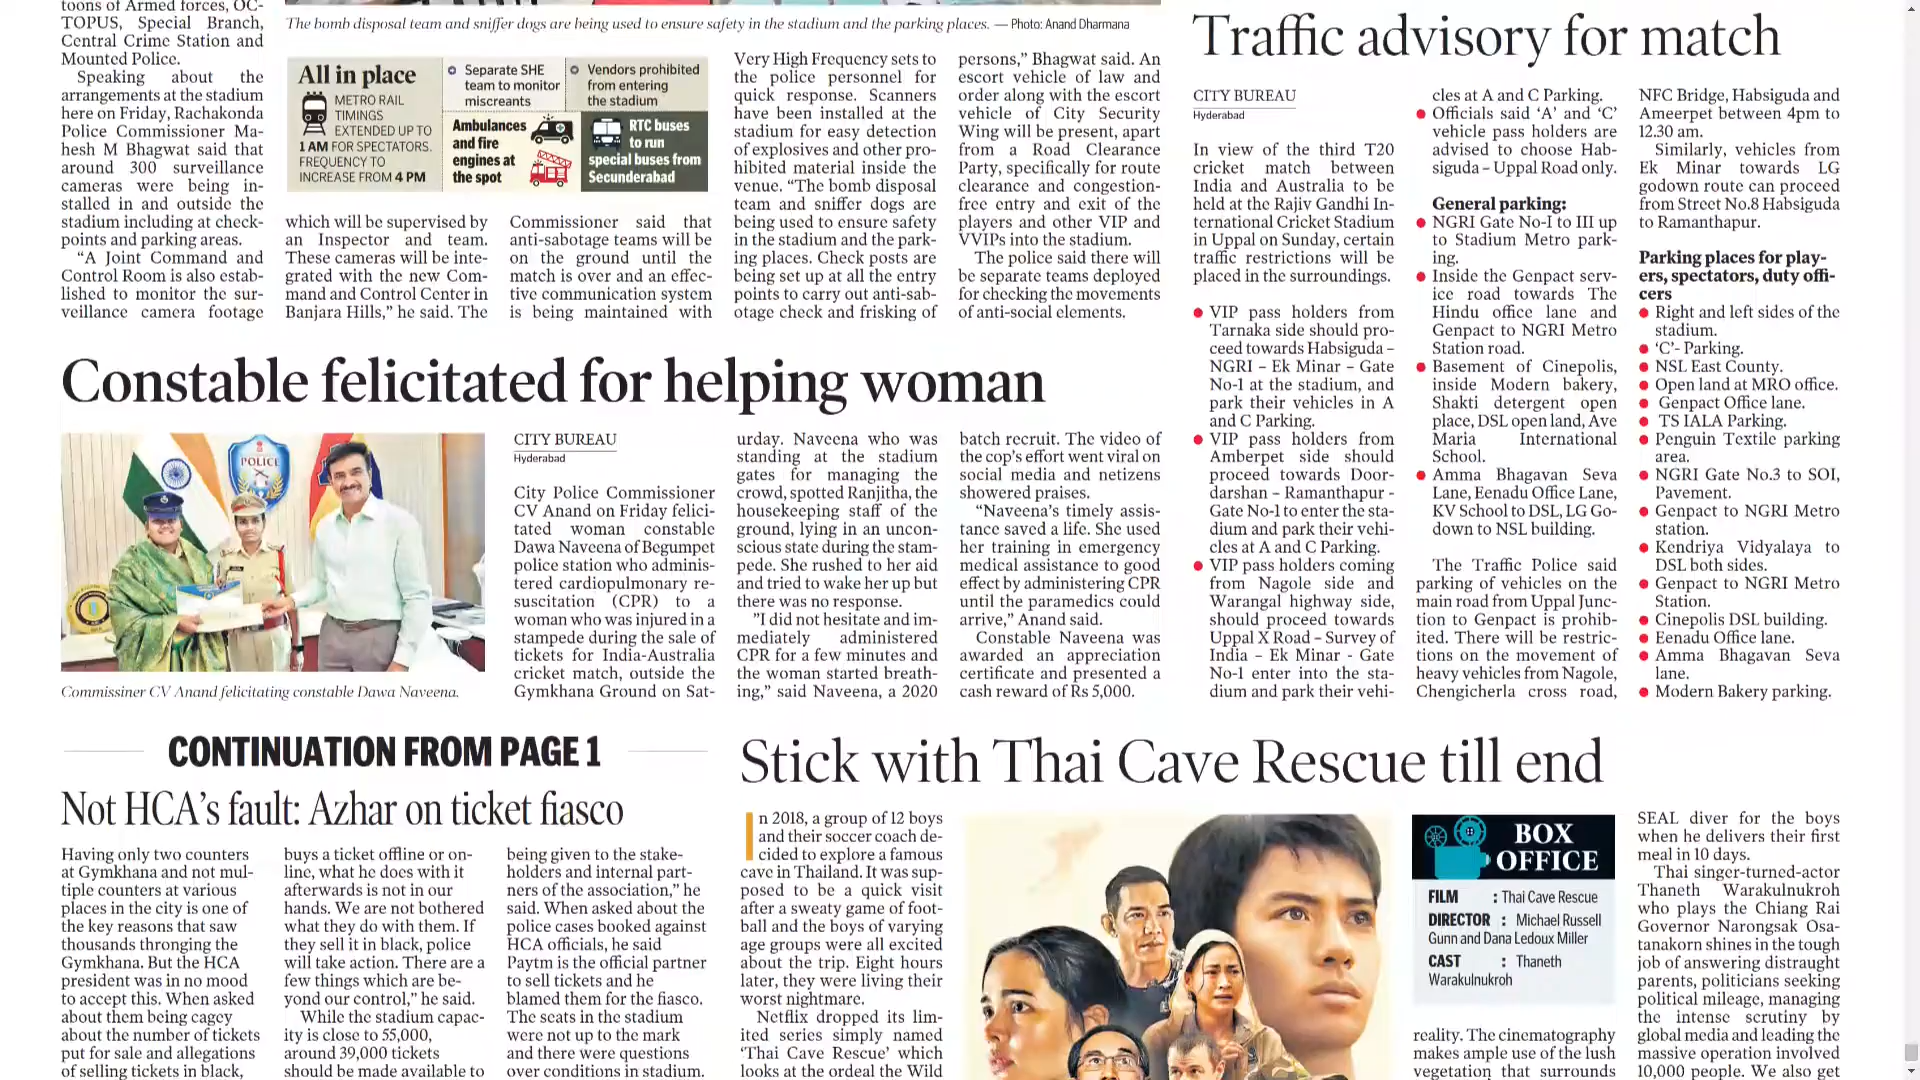 toons of Armed forces, OC-
TOPUS, Special Branch,
Central Crime Station and
Mounted Police.
Speaking about the
arrangements at the stadium
here on Friday, Rachakonda
Police Commissioner Ma-
hesh M Bhagwat said that
around 300 surveillance
cameras were being in-
stalled in and outside the
stadium including at check-
points and parking areas.
“A Joint Command and
Control Room is also estab-
lished to monitor the sur-
veillance camera footage
The bomb disposal team and sniffer dogs are being used to ensure safety in the stadium and the parking places. — Photo: Anand Dharmana
All in place
METRO RAIL
TIMINGS
EXTENDED UP TO
1 AM FOR SPECTATORS.
FREQUENCY TO
INCREASE FROM 4 PM
Separate SHE
team to monitor
miscreants
Vendors prohibited
from entering
the stadium
Ambulances
and fire
engines at
the spot
RTC buses
to run
special buses from
Secunderabad
which will be supervised by
an Inspector and team.
These cameras will be inte-
grated with the new Com-
mand and Control Center in
Banjara Hills,” he said. The
Commissioner said that
anti-sabotage teams will be
on the ground until the
match is over and an effec-
tive communication system
is being maintained with
Very High Frequency sets to
the police personnel for
quick response. Scanners
have been installed at the
stadium for easy detection
of explosives and other pro-
hibited material inside the
venue. “The bomb disposal
team and sniffer dogs are
being used to ensure safety
in the stadium and the park-
ing places. Check posts are
being set up at all the entry
points to carry out anti-sab-
otage check and frisking of
persons,” Bhagwat said. An
escort vehicle of law and
order along with the escort
vehicle of City Security
Wing will be present, apart
from a Road Clearance
Party, specifically for route
clearance and congestion-
free entry and exit of the
players and other VIP and
VVIPs into the stadium.
The police said there will
be separate teams deployed
for checking the movements
of anti-social elements.
Traffic advisory for match
CITY BUREAU
Hyderabad
In view of the third T20
cricket match between
India and Australia to be
held at the Rajiv Gandhi In-
ternational Cricket Stadium
in Uppal on Sunday, certain
traffic restrictions will be
placed in the surroundings.
VIP pass holders from
Tarnaka side should pro-
ceed towards Habsiguda –
NGRI – Ek Minar – Gate
No-1 at the stadium, and
park their vehicles in A
and C Parking.
VIP pass holders from
Amberpet side should
proceed towards Door-
darshan – Ramanthapur -
Gate No-1 to enter the sta-
dium and park their vehi-
cles at A and C Parking.
VIP pass holders coming
from Nagole side and
Warangal highway side,
should proceed towards
Uppal X Road – Survey of
India – Ek Minar - Gate
No-1 enter into the sta-
dium and park their vehi-
cles at A and C Parking.
Officials said ‘A’ and ‘C’
vehicle pass holders are
advised to choose Hab-
siguda – Uppal Road only.
General parking:
NGRI Gate No-I to III up
to Stadium Metro park-
ing.
Inside the Genpact serv-
ice road towards The
Hindu office lane and
Genpact to NGRI Metro
Station road.
Basement of Cinepolis,
inside Modern bakery,
Shakti detergent open
place, DSL open land, Ave
Maria International
School.
Amma Bhagavan Seva
Lane, Eenadu Office Lane,
KV School to DSL, LG Go-
down to NSL building.
The Traffic Police said
parking of vehicles on the
main road from Uppal Junc-
tion to Genpact is prohib-
ited. There will be restric-
tions on the movement of
heavy vehicles from Nagole,
Chengicherla cross road,
NFC Bridge, Habsiguda and
Ameerpet between 4pm to
12.30 am.
Similarly, vehicles from
Ek Minar towards LG
godown route can proceed
from Street No.8 Habsiguda
to Ramanthapur.
Parking places for play-
ers, spectators, duty offi-
cers
Right and left sides of the
stadium.
‘C’- Parking.
NSL East County.
Open land at MRO office.
Genpact Office lane.
TS IALA Parking.
Penguin Textile parking
area.
NGRI Gate No.3 to SOI,
Pavement.
Genpact to NGRI Metro
station.
Kendriya Vidyalaya to
DSL both sides.
Genpact to NGRI Metro
Station.
Cinepolis DSL building.
Eenadu Office lane.
Amma Bhagavan Seva
lane.
Modern Bakery parking.
Constable felicitated for helping woman
POLICE
Commissiner CV Anand felicitating constable Dawa Naveena.
CITY BUREAU
Hyderabad
City Police Commissioner
CV Anand on Friday felici-
tated woman constable
Dawa Naveena of Begumpet
police station who adminis-
tered cardiopulmonary re-
suscitation (CPR) to a
woman who was injured in a
stampede during the sale of
tickets for India-Australia
cricket match, outside the
Gymkhana Ground on Sat-
urday. Naveena who was
standing at the stadium
gates for managing the
crowd, spotted Ranjitha, the
housekeeping staff of the
ground, lying in an uncon-
scious state during the stam-
pede. She rushed to her aid
and tried to wake her up but
there was no response.
“I did not hesitate and im-
mediately administered
CPR for a few minutes and
the woman started breath-
ing,” said Naveena, a 2020
batch recruit. The video of
the cop’s effort went viral on
social media and netizens
showered praises.
“Naveena’s timely assis-
tance saved a life. She used
her training in emergency
medical assistance to good
effect by administering CPR
until the paramedics could
arrive,” Anand said.
Constable Naveena was
awarded an appreciation
certificate and presented a
cash reward of Rs 5,000.
CONTINUATION FROM PAGE 1
Not HCA’s fault: Azhar on ticket fiasco
Having only two counters
at Gymkhana and not mul-
tiple counters at various
places in the city is one of
the key reasons that saw
thousands thronging the
Gymkhana. But the HCA
president was in no mood
to accept this. When asked
about them being cagey
about the number of tickets
put for sale and allegations
of selling tickets in black,
buys a ticket offline or on-
line, what he does with it
afterwards is not in our
hands. We are not bothered
what they do with them. If
they sell it in black, police
will take action. There are a
few things which are be-
yond our control,” he said.
While the stadium capac-
ity is close to 55,000,
around 39,000 tickets
should be made available to
being given to the stake-
holders and internal part-
ners of the association,” he
said. When asked about the
police cases booked against
HCA officials, he said
Paytm is the official partner
to sell tickets and he
blamed them for the fiasco.
The seats in the stadium
were not up to the mark
and there were questions
over conditions in stadium.
Stick with Thai Cave Rescue till end
In 2018, a group of 12 boys
and their soccer coach de-
cided to explore a famous
cave in Thailand. It was sup-
posed to be a quick visit
after a sweaty game of foot-
ball and the boys of varying
age groups were all excited
about the trip. Eight hours
later, they were living their
worst nightmare.
Netflix dropped its lim-
ited series simply named
‘Thai Cave Rescue’ which
looks at the ordeal the Wild
BOX
OFFICE
FILM : Thai Cave Rescue
DIRECTOR : Michael Russell
Gunn and Dana Ledoux Miller
CAST : Thaneth
Warakulnukroh
reality. The cinematography
makes ample use of the lush
vegetation that surrounds
SEAL diver for the boys
when he delivers their first
meal in 10 days.
Thai singer-turned-actor
Thaneth Warakulnukroh
who plays the Chiang Rai
Governor Narongsak Osa-
tanakorn shines in the tough
job of answering distraught
parents, politicians seeking
political mileage, managing
the intense scrutiny by
global media and leading the
massive operation involved
10,000 people. We also get